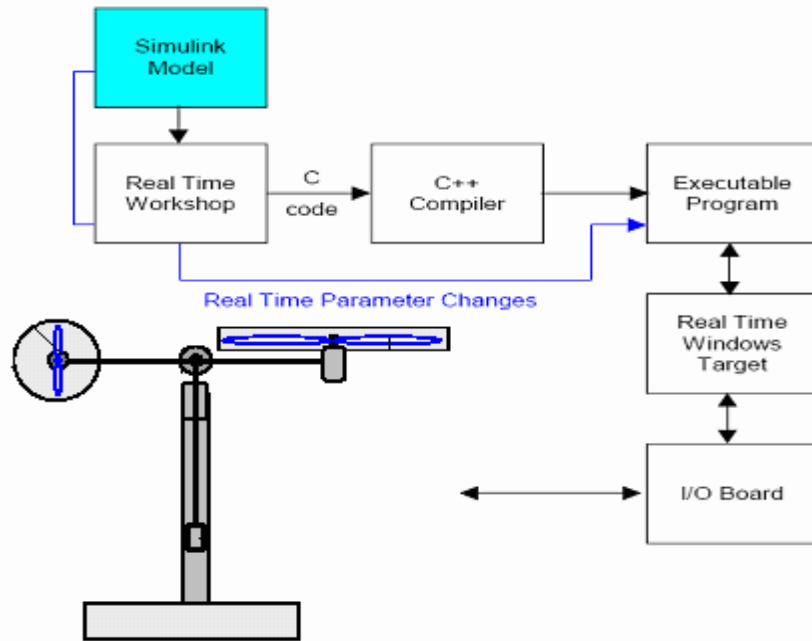 Simulink
Model
Real Time
Workshop
C
code
C++
Compiler
Executable
Program
Real Time Parameter Changes
Real Time
Windows
Target
I/O Board